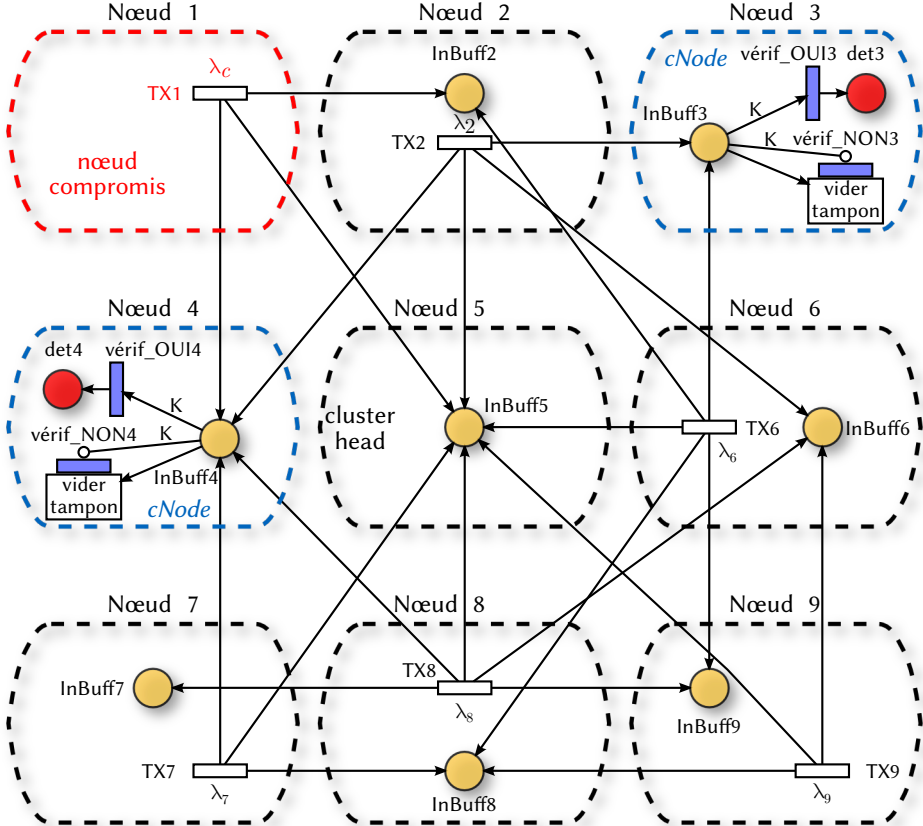 Nœud 1
Nœud 2
Nœud 3
λc
TX1
nœud
compromis
InBuff2
λ2
TX2
cNode
vérif_OUI3
det3
InBuff3
K
K
vérif_NON3
vider
tampon
Nœud 4
Nœud 5
Nœud 6
det4
vérif_OUI4
K
vérif_NON4
K
InBuff4
vider
tampon
cNode
cluster
head
InBuff5
TX6
λ6
InBuff6
Nœud 7
Nœud 8
Nœud 9
InBuff7
TX7
λ7
TX8
λ8
InBuff8
InBuff9
TX9
λ9